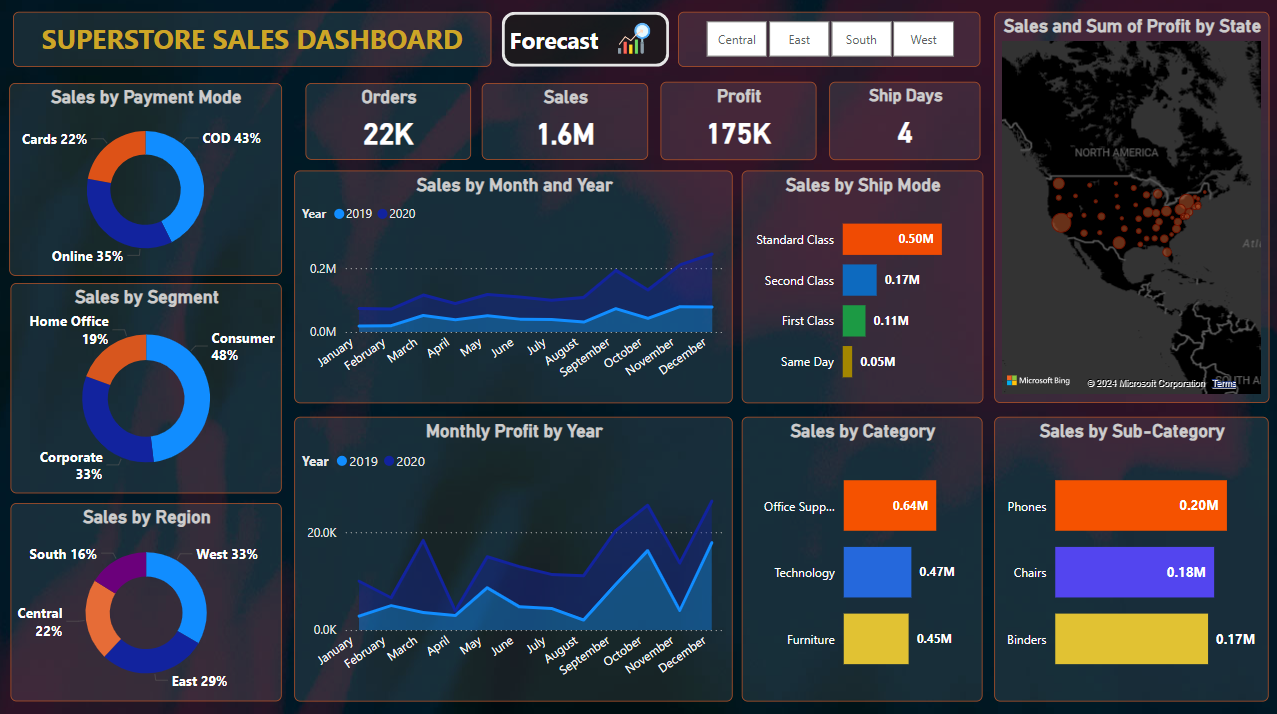 SUPERSTORE SALES DASHBOARD
Forecast
Central
East
South
West
Sales and Sum of Profit by State
NORTH AMERICA
Atl
SOUTH A
Microsoft Bing
© 2024 Microsoft Corporation Terms
Sales by Payment Mode
Cards 22%
COD 43%
Online 35%
Orders
22K
Sales
1.6M
Profit
175K
Ship Days
4
Sales by Month and Year
Year 2019 2020
0.2M
0.0M
January
February
March
April
May
June
July
August
September
October
November
December
Sales by Ship Mode
Standard Class 0.50M
Second Class 0.17M
First Class 0.11M
Same Day 0.05M
Sales by Segment
Home Office
19%
Consumer
48%
Corporate
33%
Monthly Profit by Year
Year 2019 2020
20.0K
0.0K
January
February
March
April
May
June
July
August
September
October
November
December
Sales by Category
Office Supp... 0.64M
Technology 0.47M
Furniture 0.45M
Sales by Sub-Category
Phones 0.20M
Chairs 0.18M
Binders 0.17M
Sales by Region
South 16%
West 33%
Central
22%
East 29%